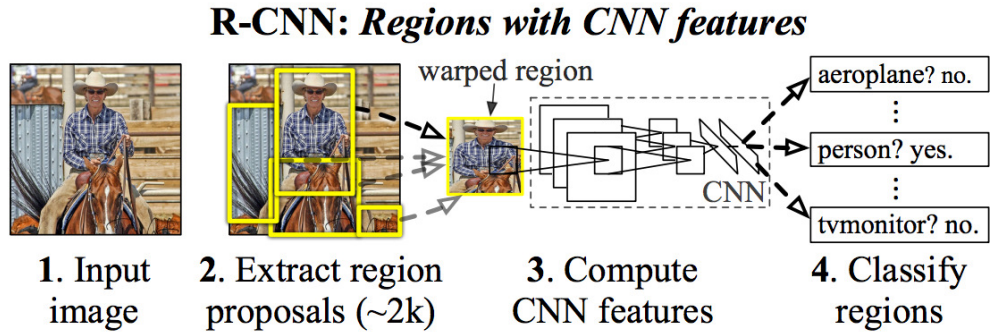 R-CNN: Regions with CNN features
warped region
aeroplane? no.
person? yes.
tvmonitor? no.
CNN
1. Input
image
2. Extract region
proposals (~2k)
3. Compute
CNN features
4. Classify
regions